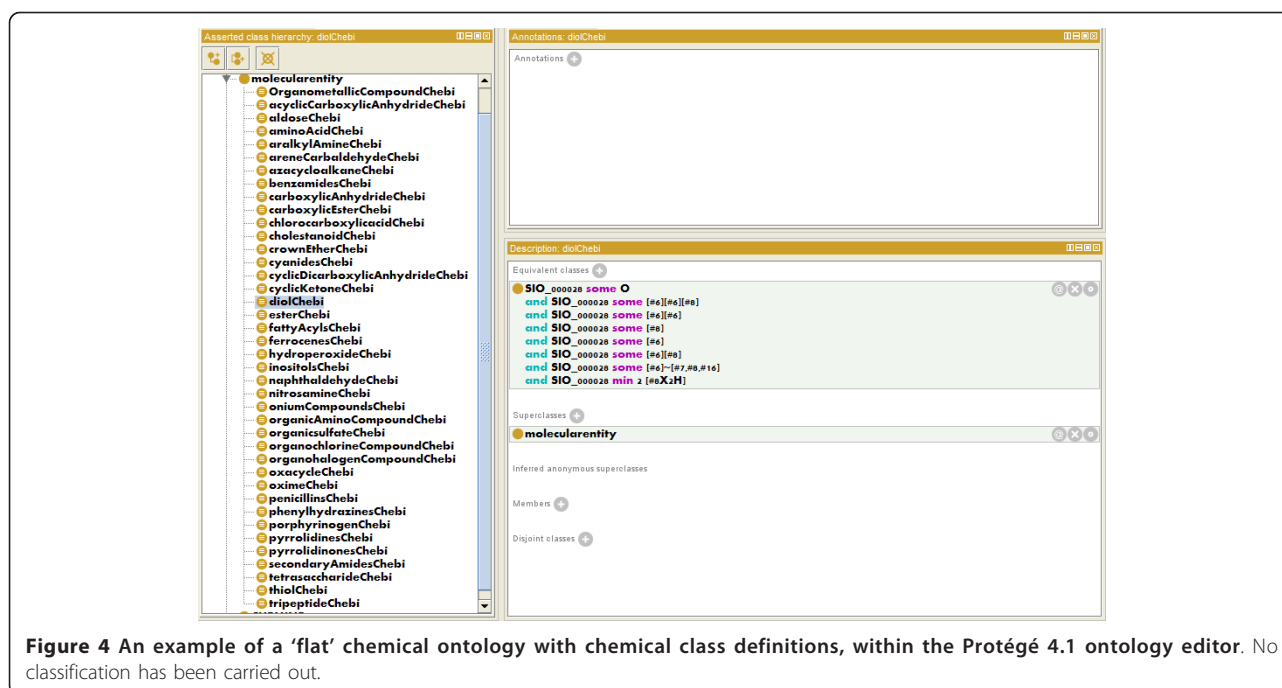 Asserted class hierarchy: diolChebi
molecularentity
OrganometallicCompoundChebi
acyclicCarboxylicAnhydrideChebi
aldoseChebi
aminoAcidChebi
aralkylAmineChebi
areneCarbaldehydeChebi
azacycloalkaneChebi
benzamidesChebi
carboxylicAnhydrideChebi
carboxylicEsterChebi
chlorocarboxylicacidChebi
cholestanoidChebi
crownEtherChebi
cyanidesChebi
cyclicDicarboxylicAnhydrideChebi
cyclicKetoneChebi
diolChebi
esterChebi
fattyAcylsChebi
ferrocenesChebi
hydroperoxideChebi
inositolsChebi
naphthaldehydeChebi
nitrosamineChebi
oniumCompoundsChebi
organicAminoCompoundChebi
organicsulfateChebi
organochlorineCompoundChebi
organohalogenCompoundChebi
oxacycleChebi
oximeChebi
penicillinsChebi
phenylhydrazinesChebi
porphyrinogenChebi
pyrrolidinesChebi
pyrrolidinonesChebi
secondaryAmidesChebi
tetrasaccharideChebi
thiolChebi
tripeptideChebi
Annotations: diolChebi
Annotations
Description: diolChebi
Equivalent classes
SIO_000028 some O
and SIO_000028 some [#6][#6][#8]
and SIO_000028 some [#6][#6]
and SIO_000028 some [#8]
and SIO_000028 some [#6]
and SIO_000028 some [#6][#8]
and SIO_000028 some [#6]~[#7,#8,#16]
and SIO_000028 min 2 [#8X2H]
Superclasses
molecularentity
Inferred anonymous superclasses
Members
Disjoint classes
Figure 4 An example of a ‘flat’ chemical ontology with chemical class definitions, within the Protégé 4.1 ontology editor. No
classification has been carried out.